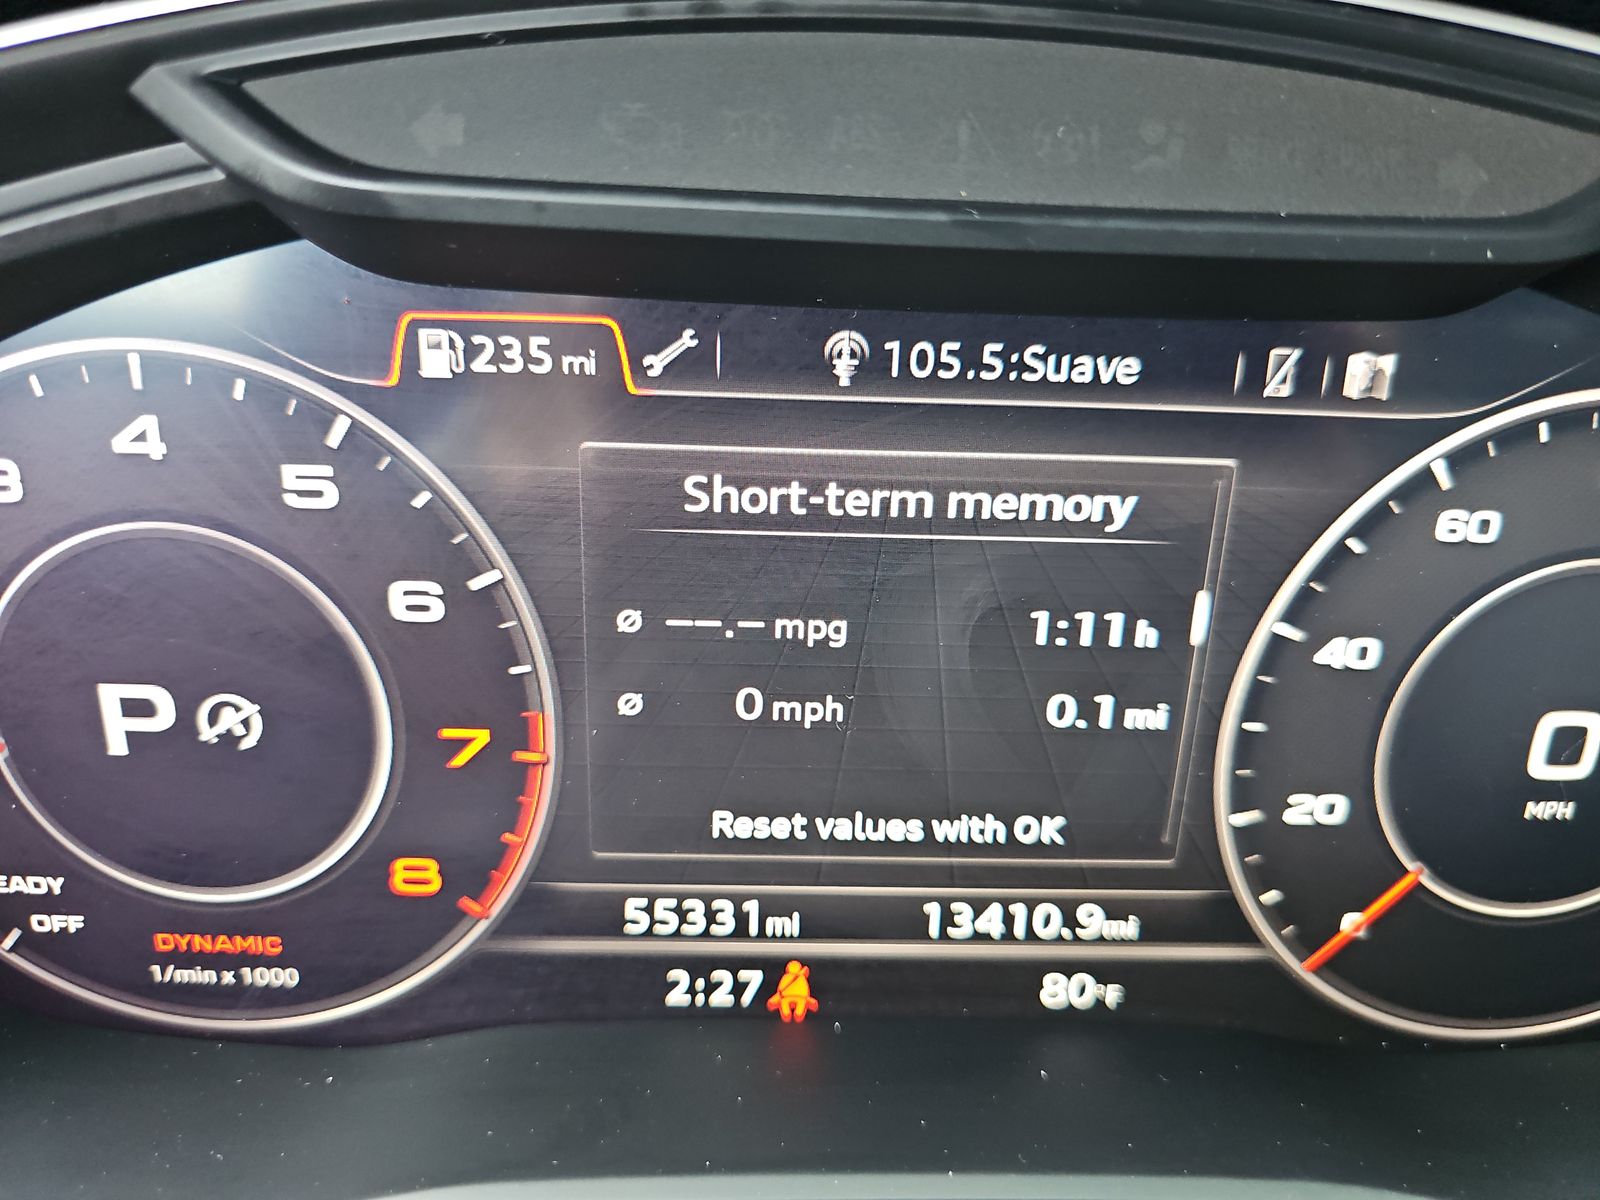 235 mi
105.5:Suave
Short-term memory
Ø --.- mpg 1:11 h
Ø 0 mph 0.1 mi
Reset values with OK
55331 mi 13410.9 mi
2:27 80°F
3
4
5
6
7
8
P
OFF
DYNAMIC
1/min x 1000
60
40
20
0
0
MPH